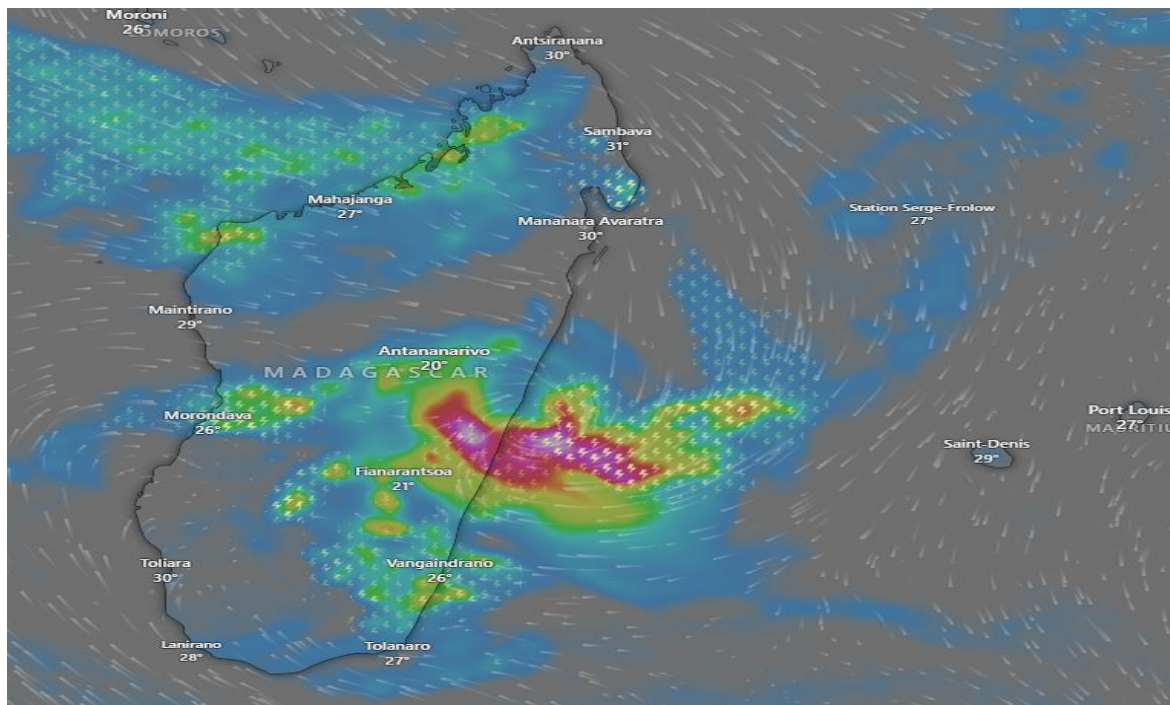 Moroni
26°
COMOROS
Antsiranana
30°
Sambava
31°
Mahajanga
27°
Station Serge-Frolow
27°
Mananara Avaratra
30°
Maintirano
29°
Antananarivo
20°
MADAGASCAR
Morondava
26°
Port Louis
27°
MAURITIU
Saint-Denis
29°
Fianarantsoa
21°
Toliara
30°
Vangaindrano
26°
Lanirano
28°
Tolanaro
27°